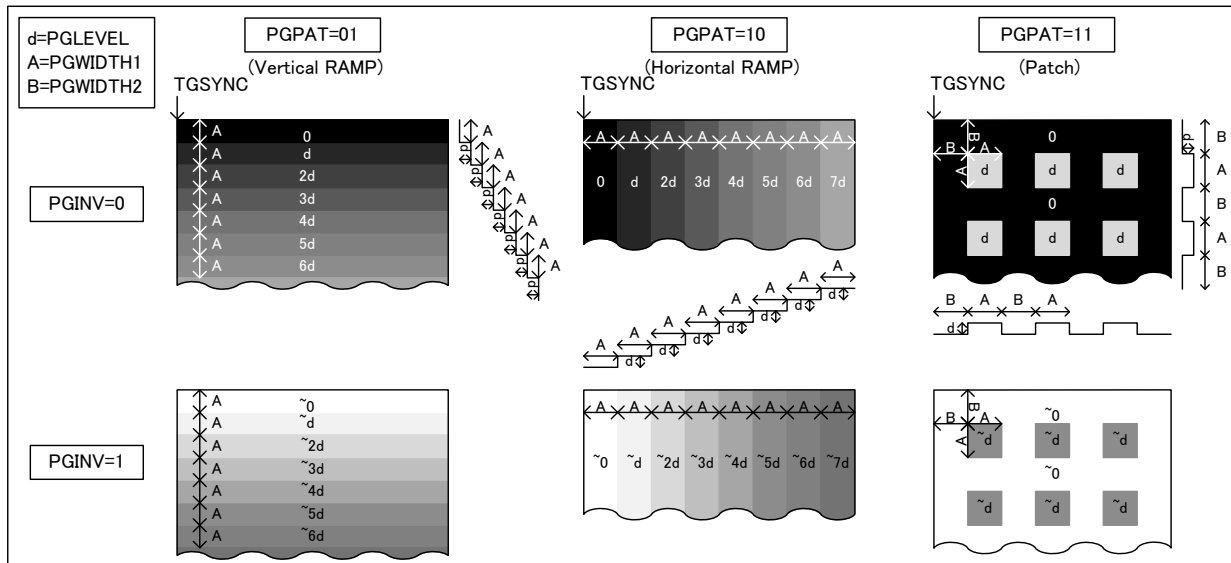 d=PGLEVEL
A=PGWIDTH1
B=PGWIDTH2
PGPAT=01
(Vertical RAMP)
PGPAT=10
(Horizontal RAMP)
PGPAT=11
(Patch)
TGSYNC
TGSYNC
TGSYNC
PGINV=0
A 0
A d
A 2d
A 3d
A 4d
A 5d
A 6d
A
d
A
d
A
d
A
d
A
d
A
d
A
d
A A A A A A A A
0 d 2d 3d 4d 5d 6d 7d
A
A
d
A
d
A
d
A
d
A
d
A
d
A
d
B 0
B A
A
d d d
0
d d d
d
B
A
B
A
B
B A B A
d
PGINV=1
A ~0
A ~d
A ~2d
A ~3d
A ~4d
A ~5d
A ~6d
A A A A A A A A
~0 ~d ~2d ~3d ~4d ~5d ~6d ~7d
B ~0
B A
A
~d ~d ~d
~0
~d ~d ~d